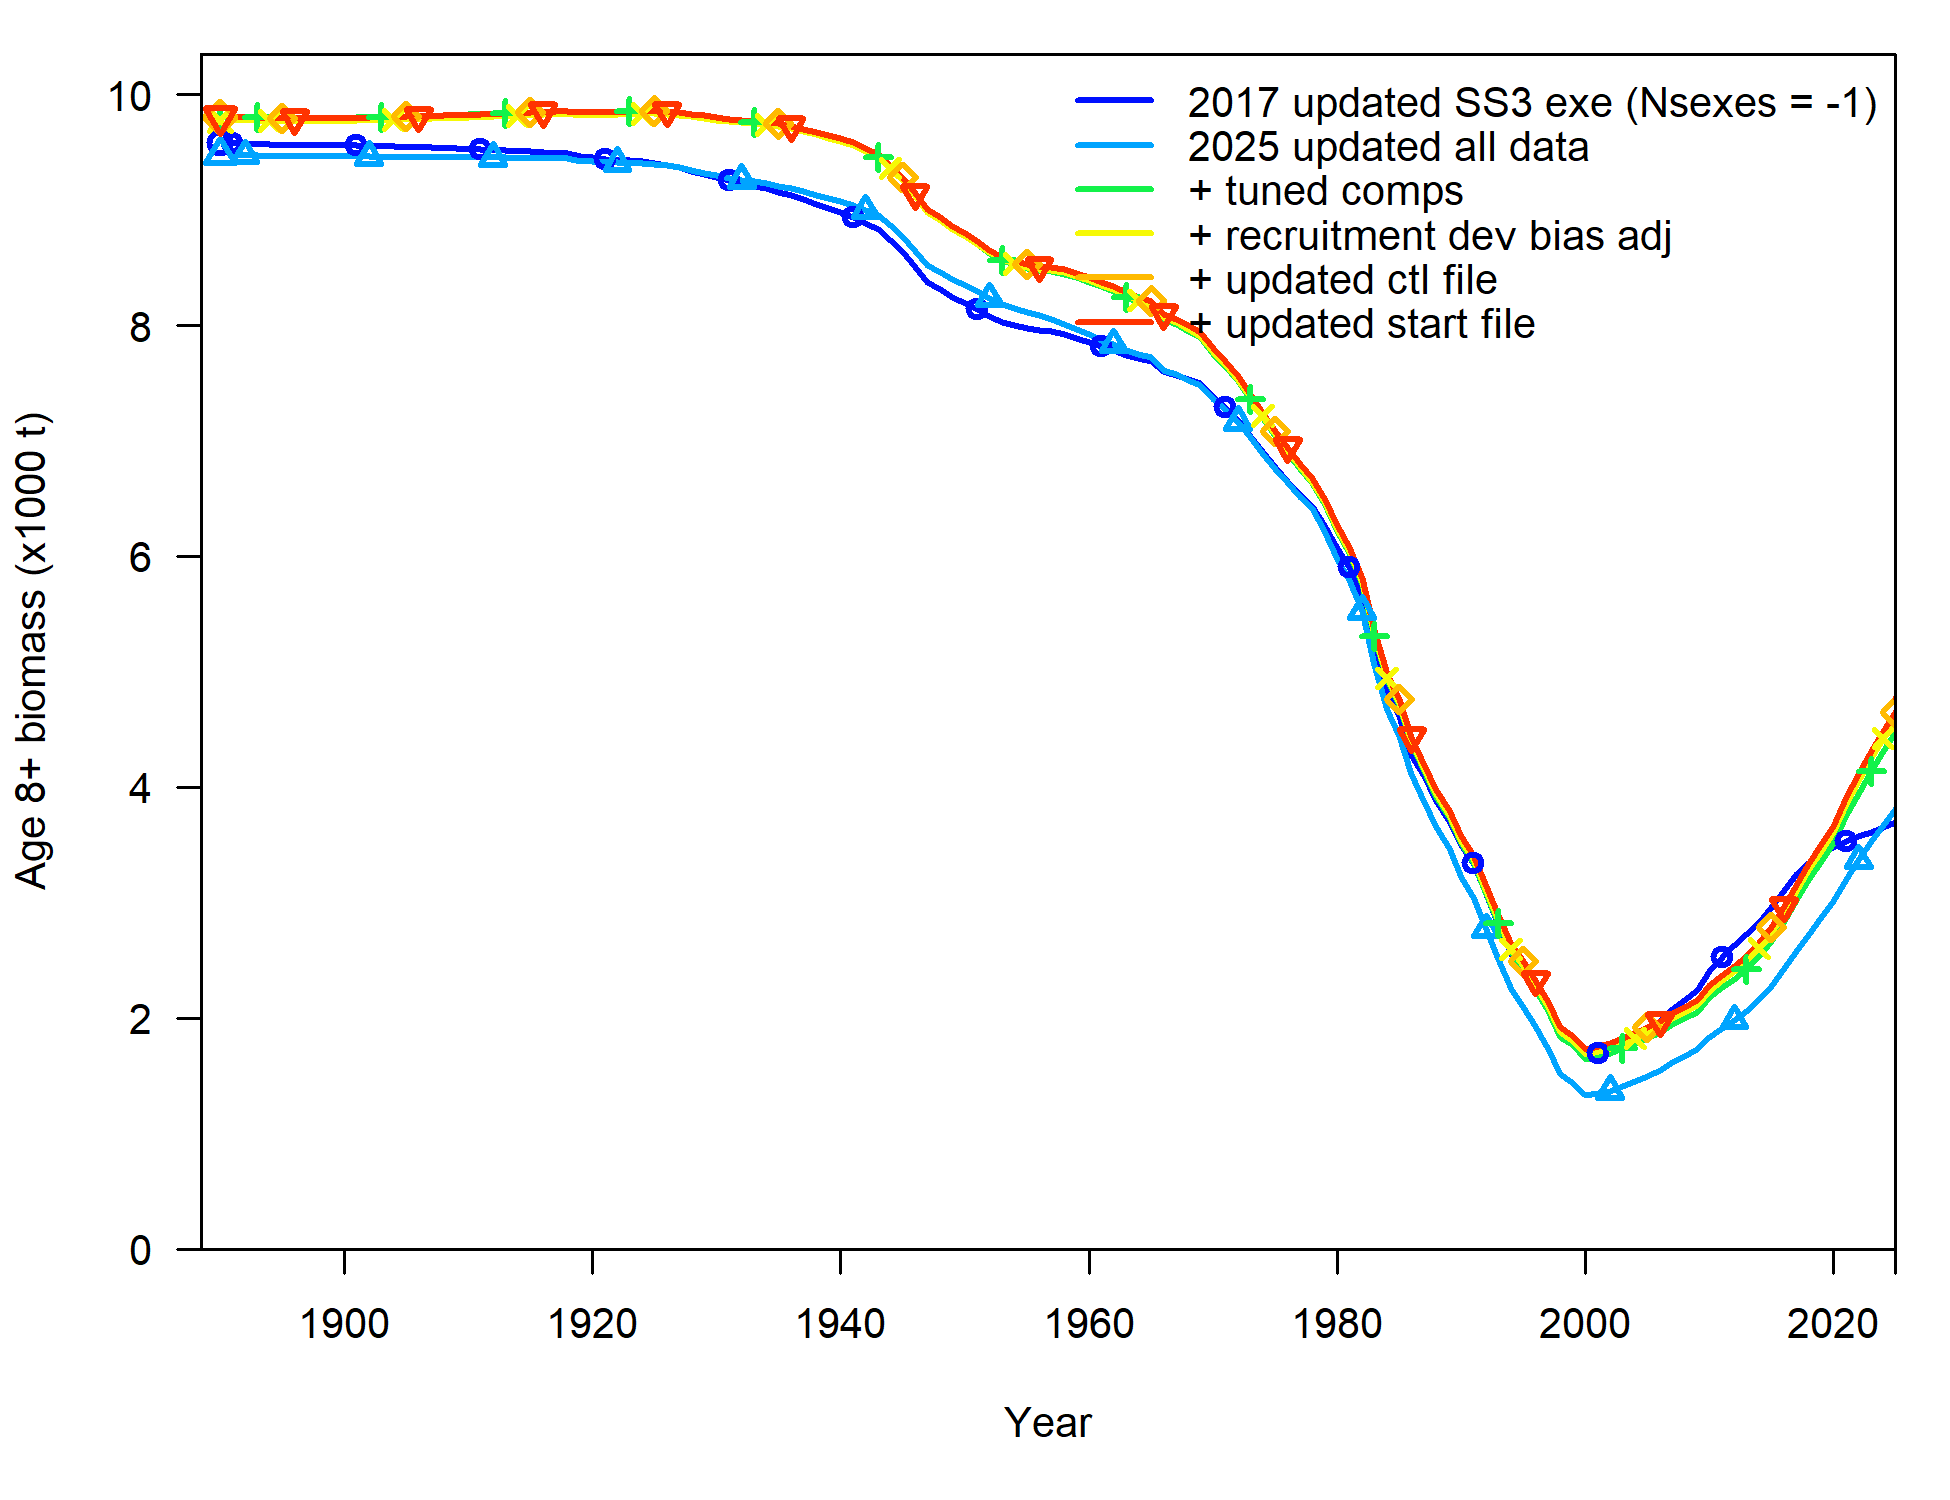 2017 updated SS3 exe (Nsexes = -1)
2025 updated all data
+ tuned comps
+ recruitment dev bias adj
+ updated ctl file
+ updated start file
Age 8+ biomass (x1000 t)
10
8
6
4
2
0
1900 1920 1940 1960 1980 2000 2020
Year